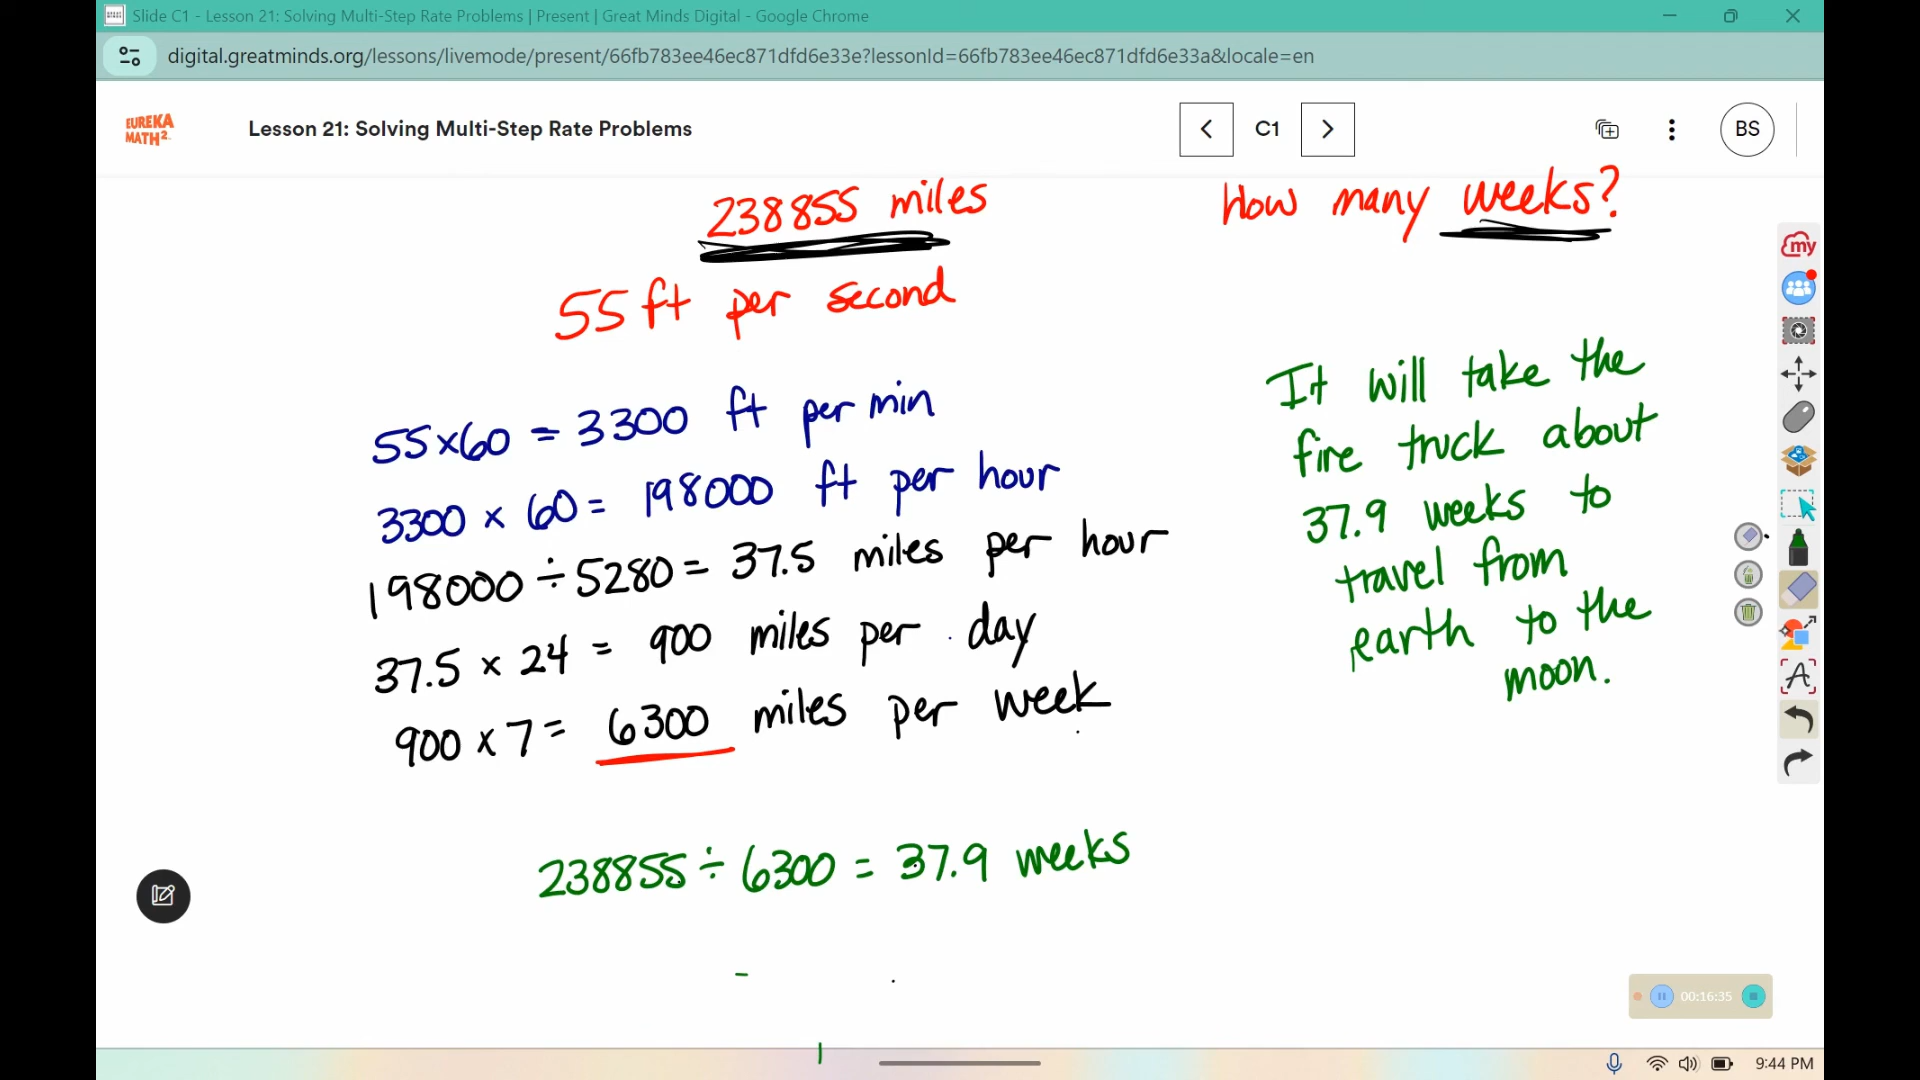 Slide C1 - Lesson 21: Solving Multi-Step Rate Problems | Present | Great Minds Digital - Google Chrome
digital.greatminds.org/lessons/livemode/present/66fb783ee46ec871dfd6e33e?lessonId=66fb783ee46ec871dfd6e33a&locale=en
EUREKA MATH²
Lesson 21: Solving Multi-Step Rate Problems
C1
BS
238855 miles
How many weeks?
55 ft per second
55x60 = 3300 ft per min
3300 x 60 = 198000 ft per hour
198000 ÷ 5280 = 37.5 miles per hour
37.5 x 24 = 900 miles per day
900 x 7 = 6300 miles per week
238855 ÷ 6300 = 37.9 weeks
It will take the
fire truck about
37.9 weeks to
travel from
earth to the
moon.
my
A
00:16:35
9:44 PM